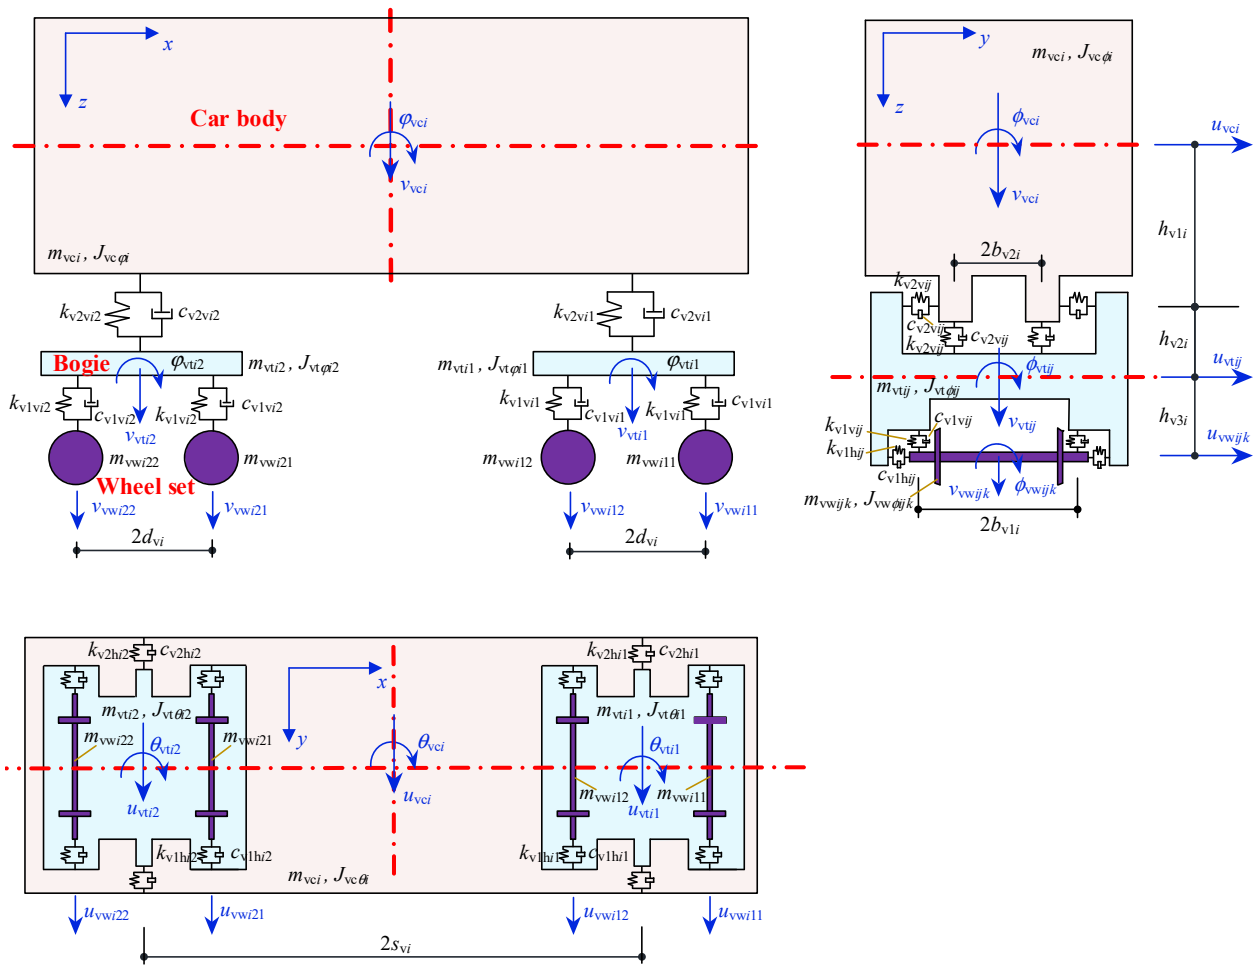 x
z
Car body
φvci
vvci
mvci, Jvcφi
kv2vi2
cv2vi2
kv2vi1
cv2vi1
Bogie
φvti2
mvti2, Jvtφi2
mvti1, Jvtφi1
φvti1
kv1vi2
cv1vi2
kv1vi2
cv1vi2
kv1vi1
cv1vi1
kv1vi1
cv1vi1
vvti2
vvti1
mvwi22
mvwi21
mvwi12
mvwi11
Wheel set
vvwi22
vvwi21
vvwi12
vvwi11
2dvi
2dvi
y
z
mvci, Jvcϕi
ϕvci
vvci
uvci
hv1i
2bv2i
kv2vij
cv2vij
kv2vij
cv2vij
hv2i
ϕvtij
uvtij
mvtij, Jvtϕij
vvtij
hv3i
kv1vij
cv1vij
kv1hij
cv1hij
uvwijk
vvwijk
ϕvwijk
mvwijk, Jvwϕijk
2bv1i
kv2hi2
cv2hi2
kv2hi1
cv2hi1
x
y
mvti2, Jvtθi2
mvwi22
mvwi21
θvti2
uvti2
θvci
uvci
mvti1, Jvtθi1
θvti1
mvwi12
mvwi11
uvti1
kv1hi2
cv1hi2
kv1hi1
cv1hi1
mvci, Jvcθi
uvwi22
uvwi21
uvwi12
uvwi11
2svi